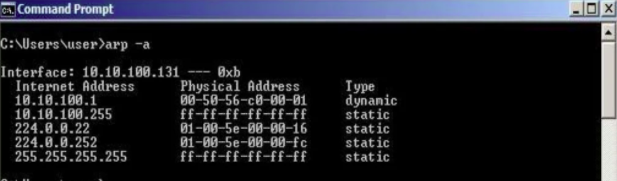 Command Prompt
C:\Users\user>arp -a
Interface: 10.10.100.131 --- 0xb
Internet Address Physical Address Type
10.10.100.1 00-50-56-c0-00-01 dynamic
10.10.100.255 ff-ff-ff-ff-ff-ff static
224.0.0.22 01-00-5e-00-00-16 static
224.0.0.252 01-00-5e-00-00-fc static
255.255.255.255 ff-ff-ff-ff-ff-ff static